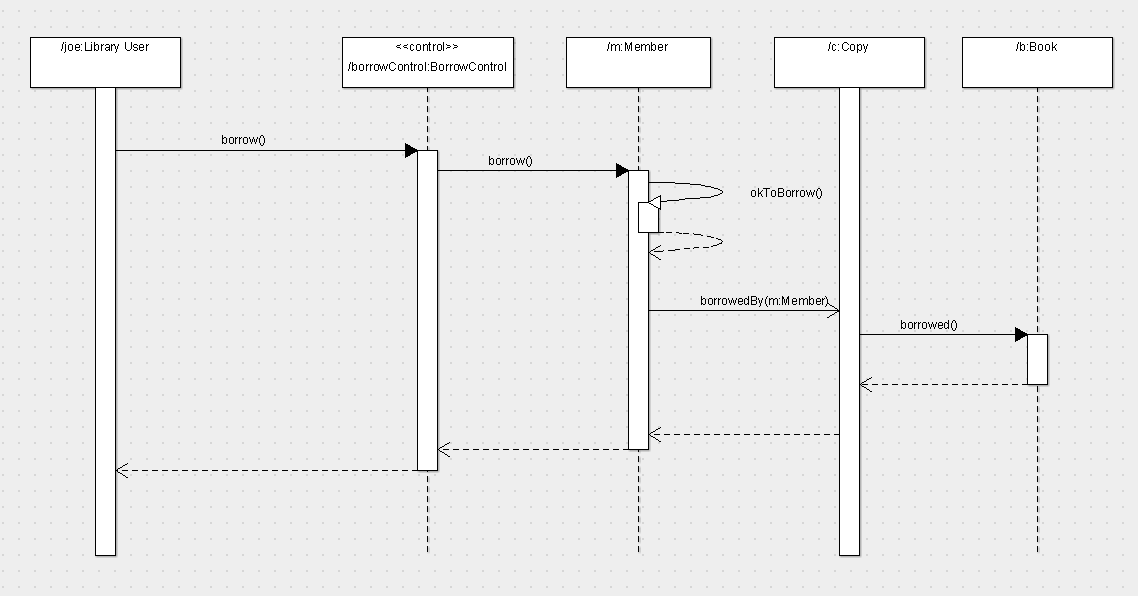 /joe:Library User
<<control>>
/borrowControl:BorrowControl
/m:Member
/c:Copy
/b:Book
borrow()
borrow()
okToBorrow()
borrowedBy(m:Member)
borrowed()